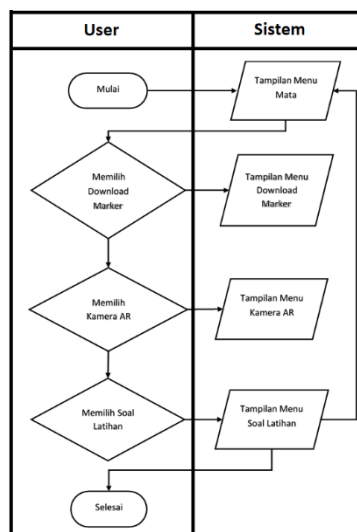 User
Sistem
Mulai
Tampilan Menu
Mata
Memilih
Download
Marker
Tampilan Menu
Download
Marker
Memilih
Kamera AR
Tampilan Menu
Kamera AR
Memilih Soal
Latihan
Tampilan Menu
Soal Latihan
Selesai